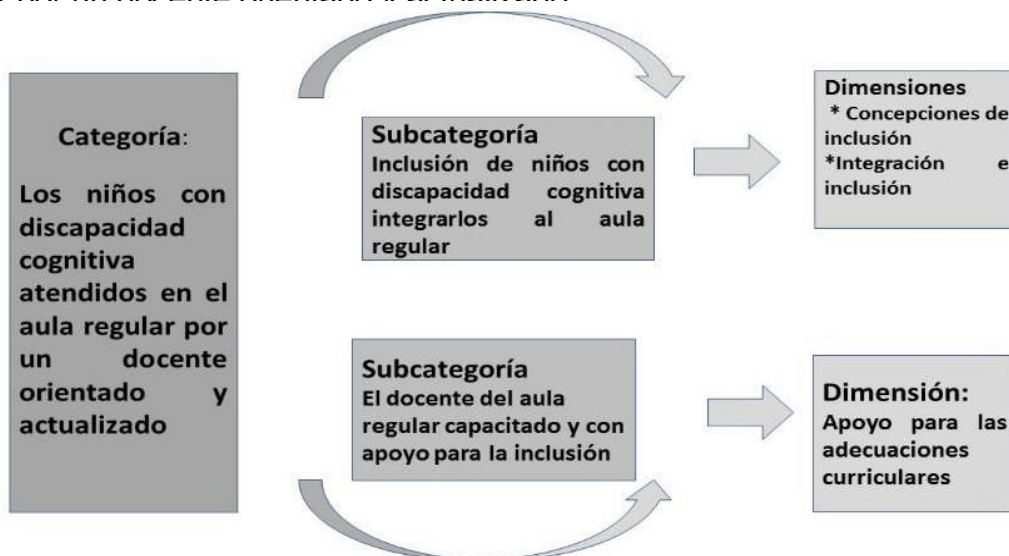 Categoría:
Los niños con
discapacidad
cognitiva
atendidos en el
aula regular por
un docente
orientado y
actualizado
Subcategoría
Inclusión de niños con
discapacidad cognitiva
integrarlos al aula
regular
Dimensiones
* Concepciones de
inclusión
*Integración e
inclusión
Subcategoría
El docente del aula
regular capacitado y con
apoyo para la inclusión
Dimensión:
Apoyo para las
adecuaciones
curriculares